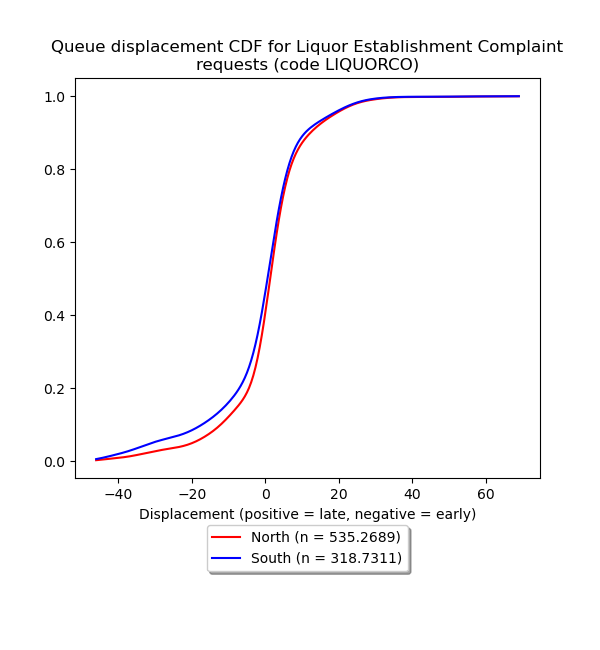 Queue displacement CDF for Liquor Establishment Complaint
requests (code LIQUORCO)
1.0
0.8
0.6
0.4
0.2
0.0
−40 −20 0 20 40 60
Displacement (positive = late, negative = early)
North (n = 535.2689)
South (n = 318.7311)